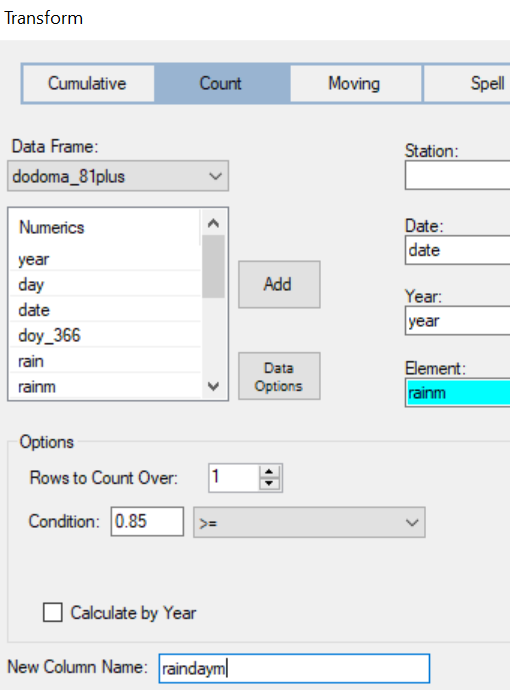 Transform
Cumulative Count Moving Spell
Data Frame:
dodoma_81plus
Numerics
year
day
date
doy_366
rain
rainm
Add
Data
Options
Station:
Date:
date
Year:
year
Element:
rainm
Options
Rows to Count Over: 1
Condition: 0.85 >=
Calculate by Year
New Column Name: raindaym